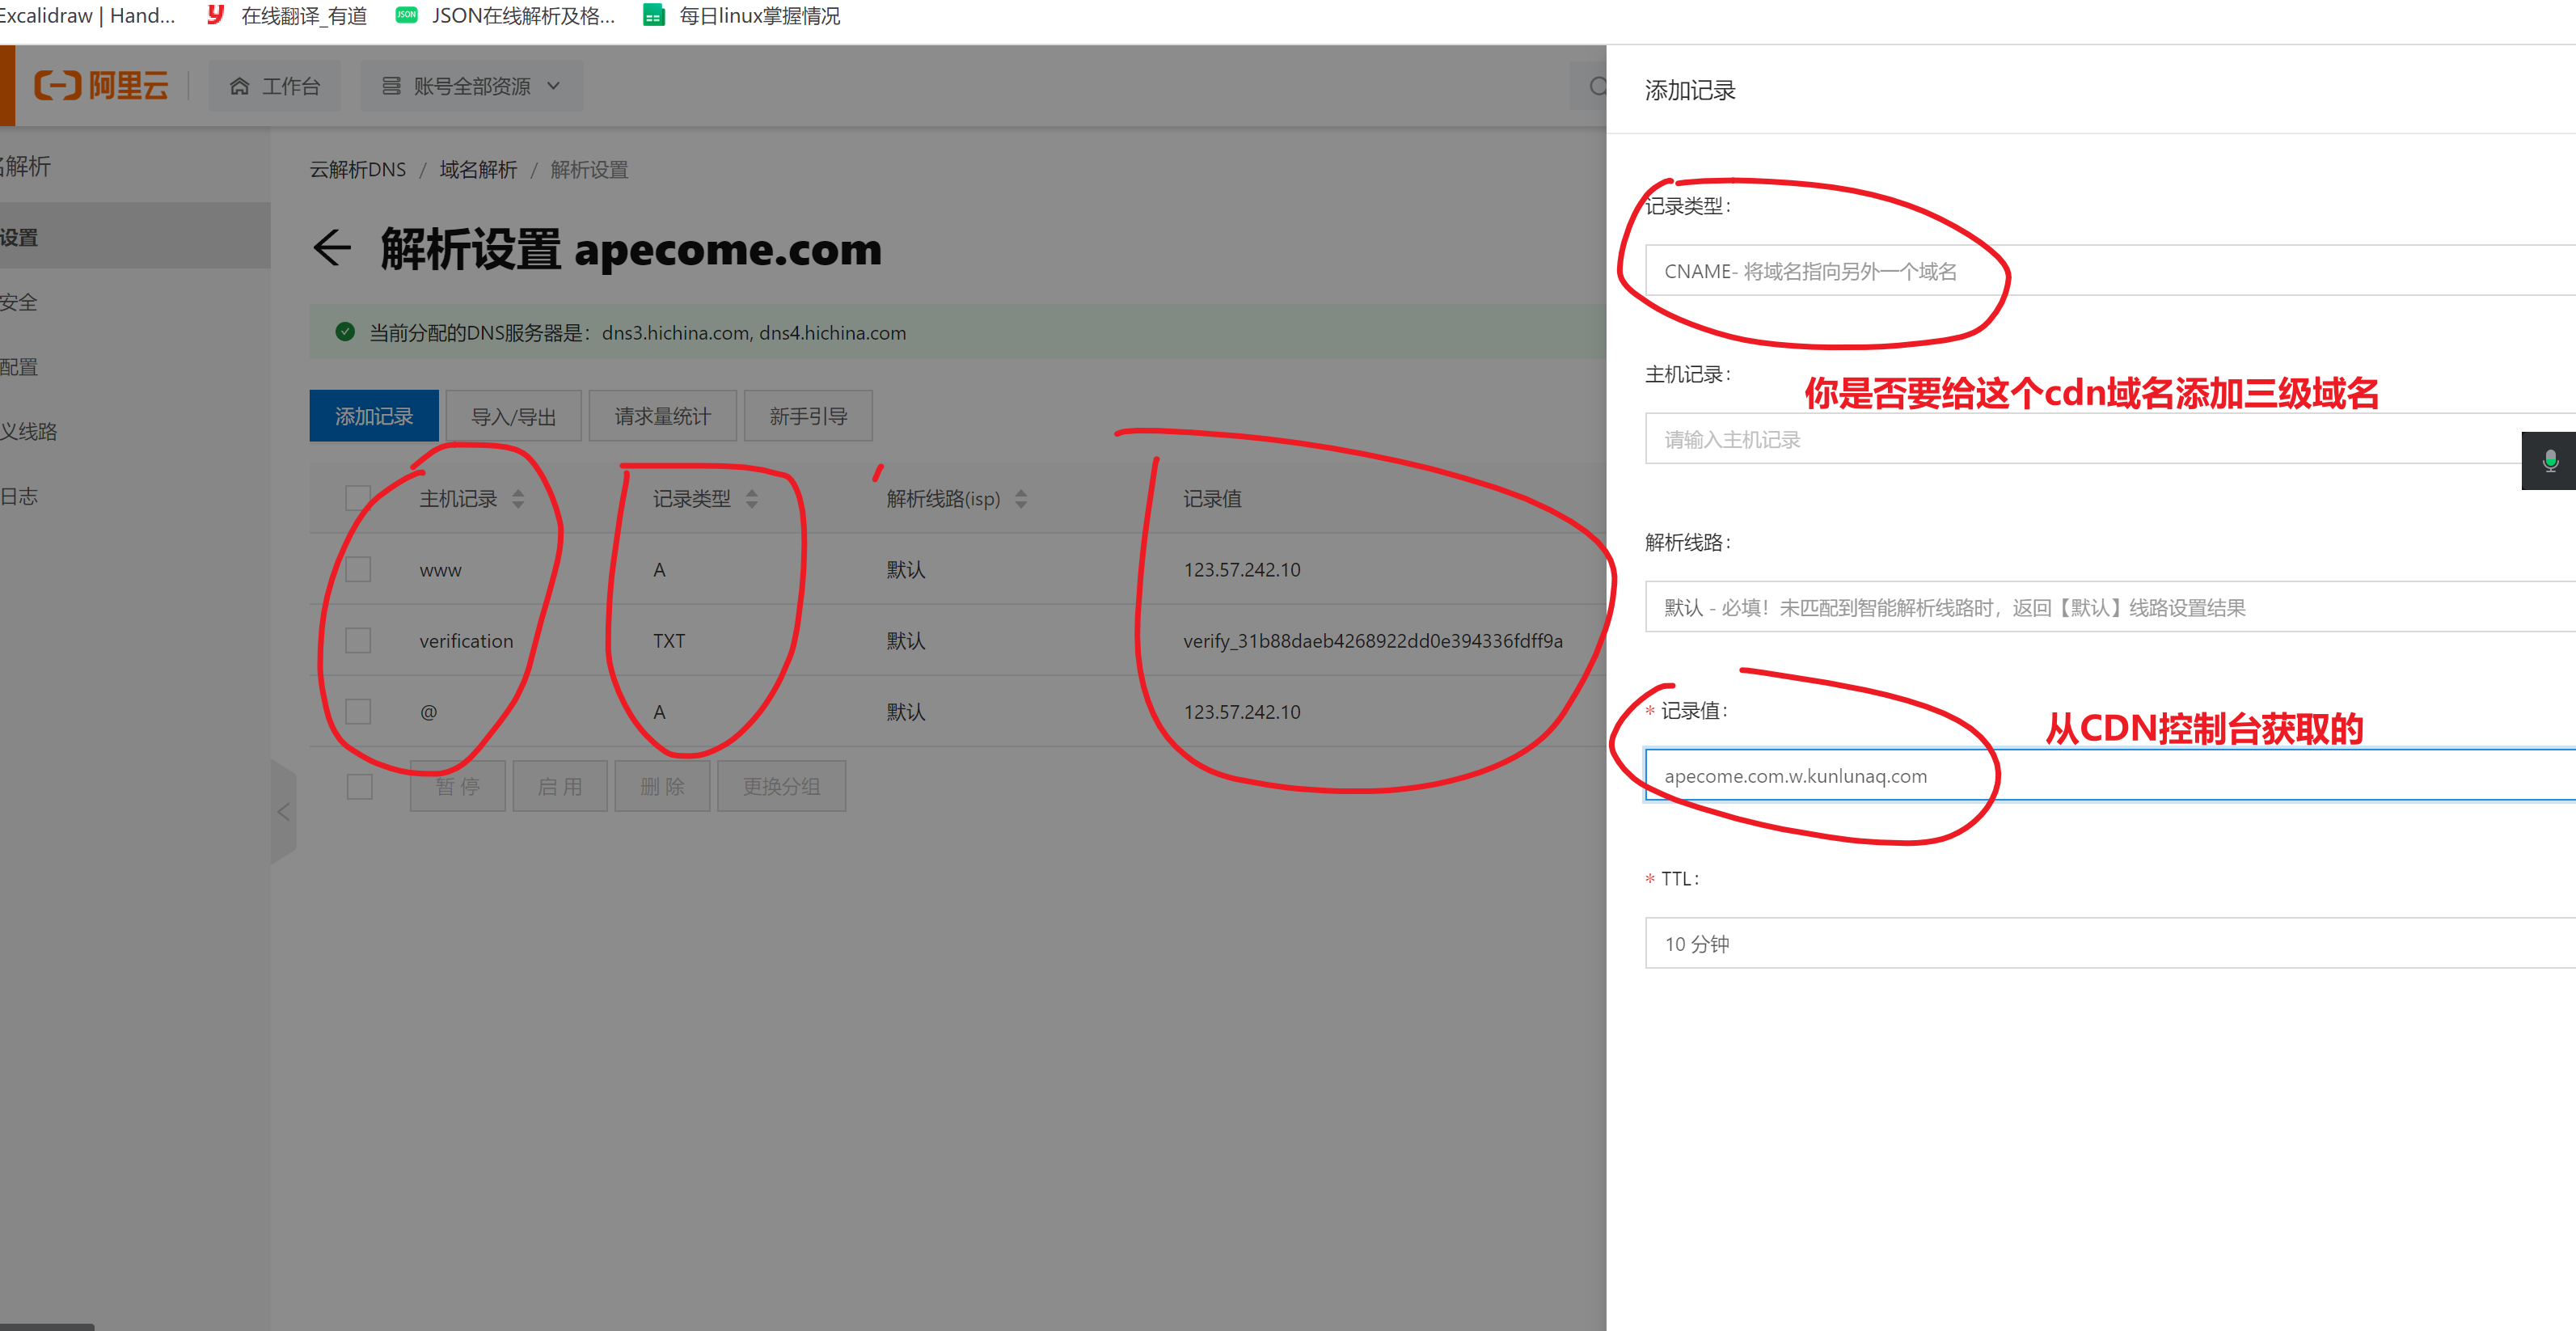 Excalidraw | Hand... 在线翻译_有道 JSON JSON在线解析及格... 每日linux掌握情况
阿里云 工作台 账号全部资源
添加记录
名解析
云解析DNS / 域名解析 / 解析设置
设置
解析设置 apecome.com
安全
当前分配的DNS服务器是：dns3.hichina.com, dns4.hichina.com
配置
添加记录 导入/导出 请求量统计 新手引导
义线路
日志
主机记录 记录类型 解析线路(isp) 记录值
www A 默认 123.57.242.10
verification TXT 默认 verify_31b88daeb4268922dd0e394336fdff9a
@ A 默认 123.57.242.10
暂停 启用 删除 更换分组
记录类型：
CNAME- 将域名指向另外一个域名
主机记录：
你是否要给这个cdn域名添加三级域名
请输入主机记录
解析线路：
默认 - 必填！未匹配到智能解析线路时，返回【默认】线路设置结果
* 记录值：
从CDN控制台获取的
apecome.com.w.kunlunaq.com
* TTL：
10 分钟